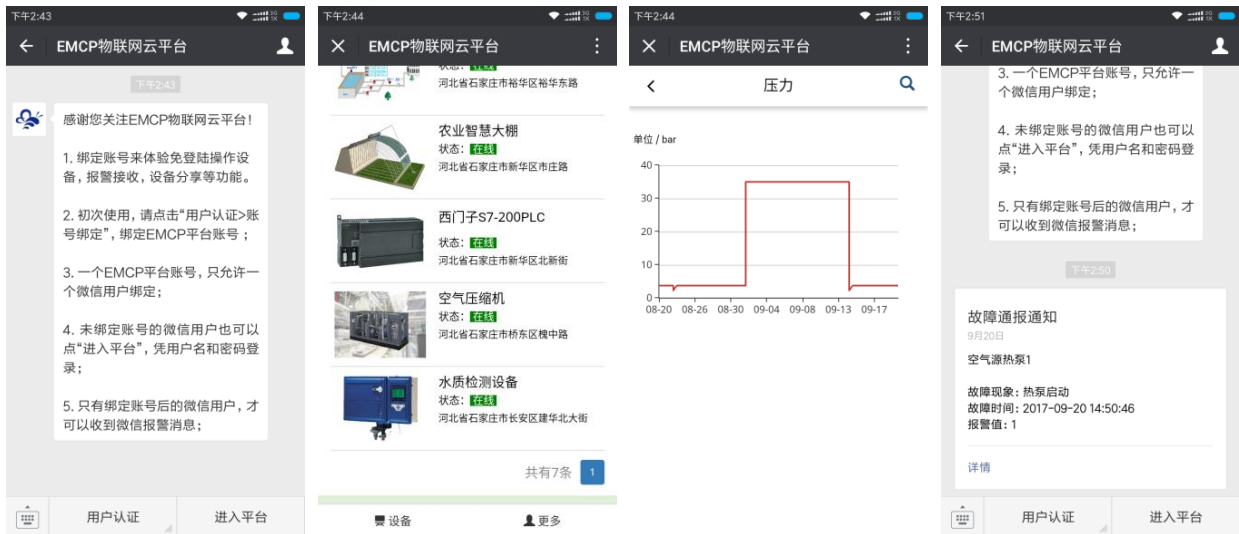 下午2:43
EMCP物联网云平台
下午2:43
感谢您关注EMCP物联网云平台!
1. 绑定账号来体验免登陆操作设
备，报警接收，设备分享等功能。
2. 初次使用，请点击“用户认证>账
号绑定”，绑定EMCP平台账号；
3. 一个EMCP平台账号，只允许一
个微信用户绑定；
4. 未绑定账号的微信用户也可以
点“进入平台”，凭用户名和密码登
录；
5. 只有绑定账号后的微信用户，才
可以收到微信报警消息；
用户认证
进入平台
下午2:44
EMCP物联网云平台
状态：在线
河北省石家庄市裕华区裕华东路
农业智慧大棚
状态：在线
河北省石家庄市新华区市庄路
西门子S7-200PLC
状态：在线
河北省石家庄市新华区北新街
空气压缩机
状态：在线
河北省石家庄市桥东区槐中路
水质检测设备
状态：在线
河北省石家庄市长安区建华北大街
共有7条 1
设备
更多
下午2:44
EMCP物联网云平台
压力
单位 / bar
40
30
20
10
0
08-20 08-26 08-30 09-04 09-08 09-13 09-17
下午2:51
EMCP物联网云平台
3. 一个EMCP平台账号，只允许一
个微信用户绑定；
4. 未绑定账号的微信用户也可以
点“进入平台”，凭用户名和密码登
录；
5. 只有绑定账号后的微信用户，才
可以收到微信报警消息；
下午2:50
故障通报通知
9月20日
空气源热泵1
故障现象：热泵启动
故障时间：2017-09-20 14:50:46
报警值：1
详情
用户认证
进入平台